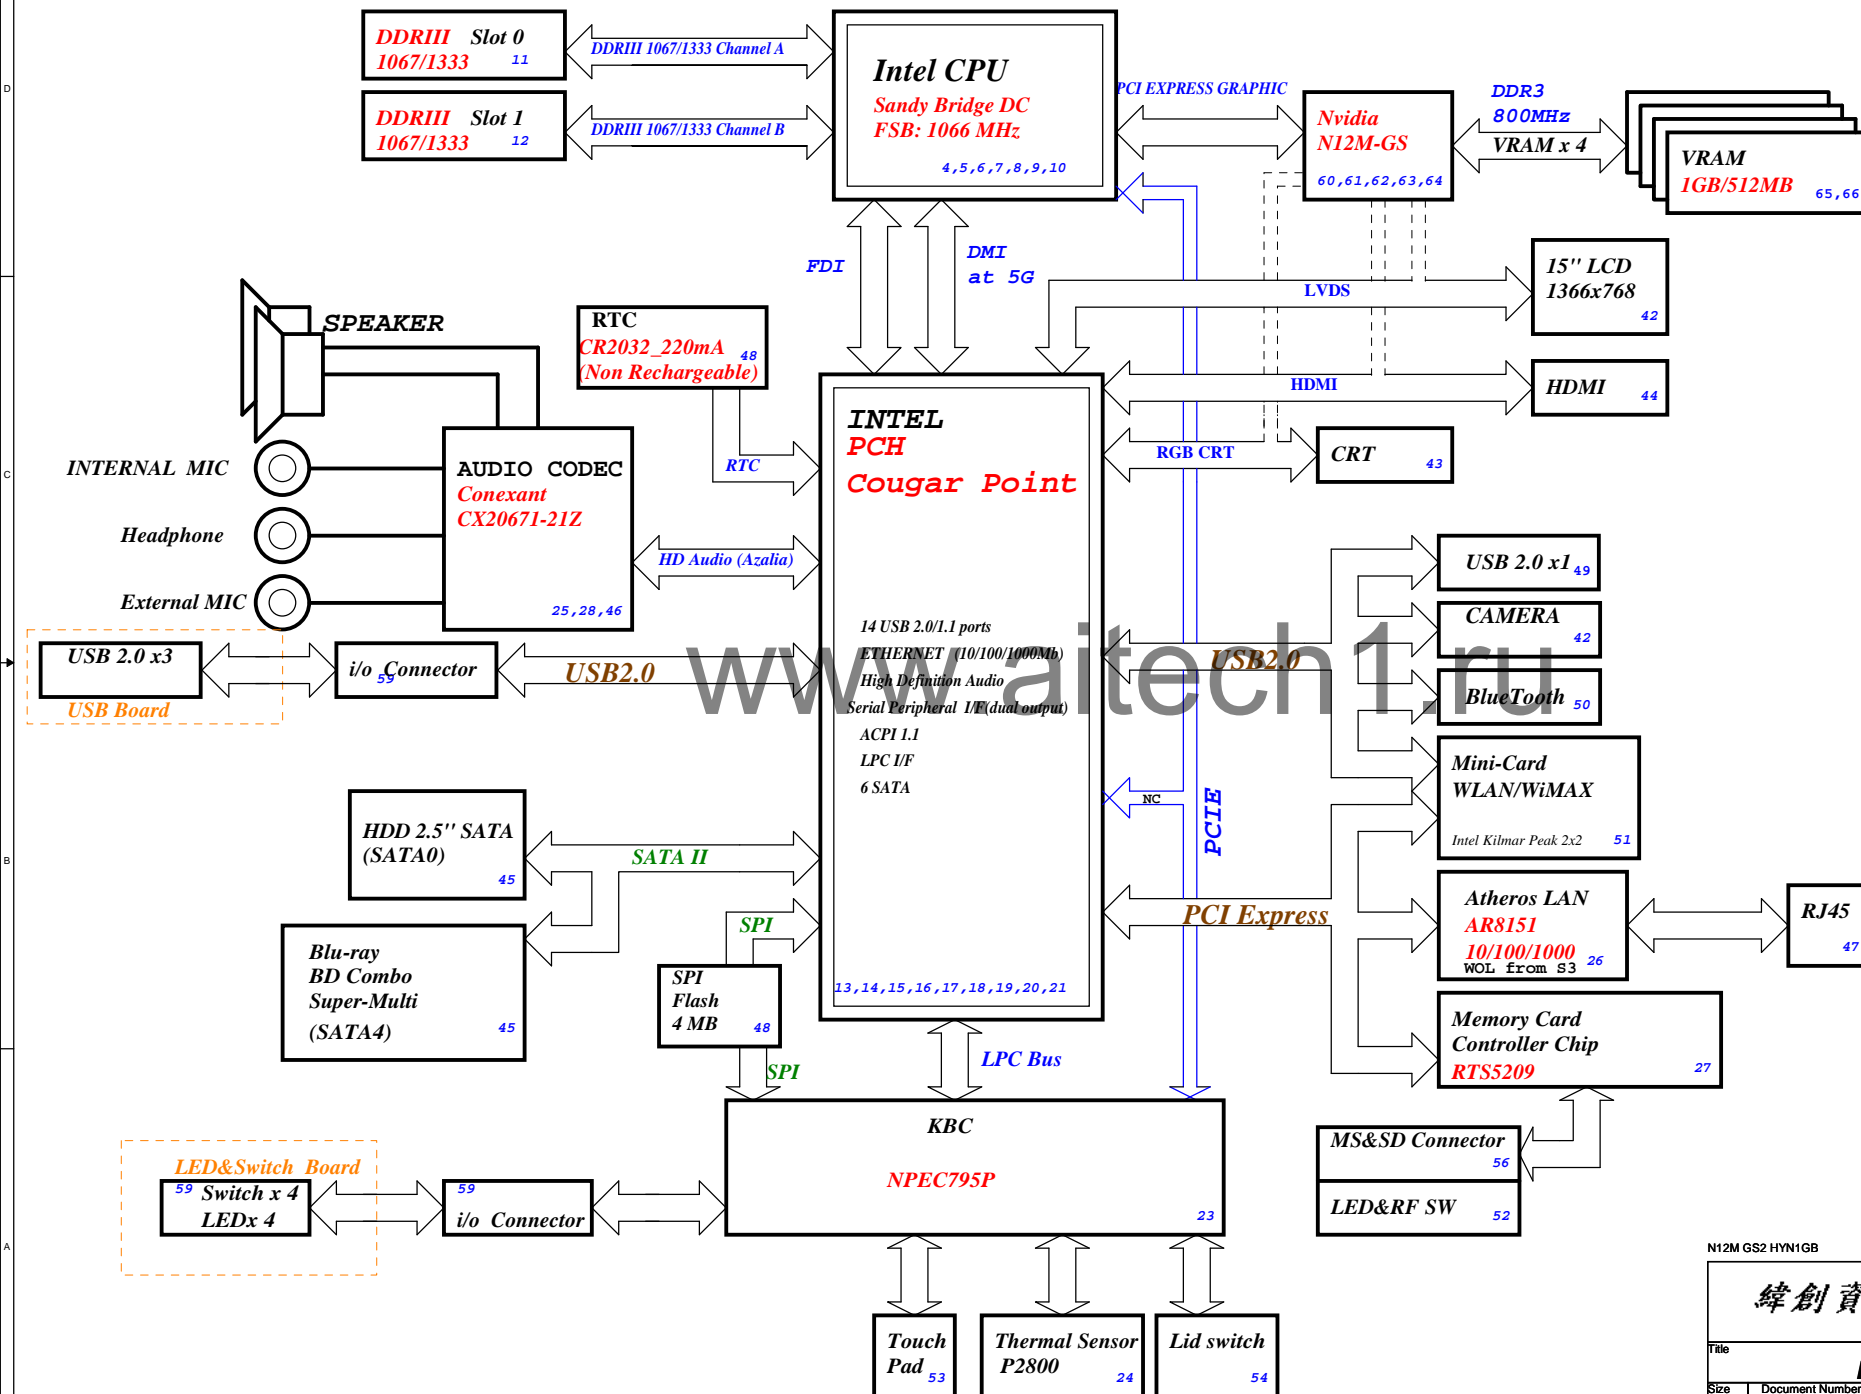 DDRIII Slot 0
1067/1333 11
DDRIII 1067/1333 Channel A
DDRIII Slot 1
1067/1333 12
DDRIII 1067/1333 Channel B
Intel CPU
Sandy Bridge DC
FSB: 1066 MHz
4,5,6,7,8,9,10
PCI EXPRESS GRAPHIC
Nvidia
N12M-GS
60,61,62,63,64
DDR3
800MHz
VRAM x 4
VRAM
1GB/512MB 65,66
D
FDI
DMI
at 5G
LVDS
15" LCD
1366x768
42
SPEAKER
RTC
CR2032_220mA 48
(Non Rechargeable)
HDMI
HDMI
44
INTEL
PCH
Cougar Point
RTC
RGB CRT
CRT 43
C
INTERNAL MIC
Headphone
External MIC
AUDIO CODEC
Conexant
CX20671-21Z
25,28,46
HD Audio (Azalia)
USB 2.0 x1 49
CAMERA
42
BlueTooth 50
14 USB 2.0/1.1 ports
ETHERNET (10/100/1000Mb)
High Definition Audio
Serial Peripheral I/F(dual output)
ACPI 1.1
LPC I/F
6 SATA
USB 2.0 x3
USB Board
i/o Connector
59
USB2.0
USB2.0
www.aitech1.ru
Mini-Card
WLAN/WiMAX
Intel Kilmar Peak 2x2 51
NC
PCIE
B
HDD 2.5" SATA
(SATA0)
45
SATA II
Blu-ray
BD Combo
Super-Multi
(SATA4) 45
SPI
SPI
Flash
4 MB 48
SPI
13,14,15,16,17,18,19,20,21
PCI Express
Atheros LAN
AR8151
10/100/1000
WOL from S3 26
RJ45
47
Memory Card
Controller Chip
RTS5209 27
LPC Bus
KBC
NPEC795P
23
MS&SD Connector
56
LED&RF SW 52
LED&Switch Board
59 Switch x 4
LEDx 4
59
i/o Connector
A
Touch
Pad 53
Thermal Sensor
P2800 24
Lid switch
54
N12M GS2 HYN1GB
緯創資
Title
Size Document Number